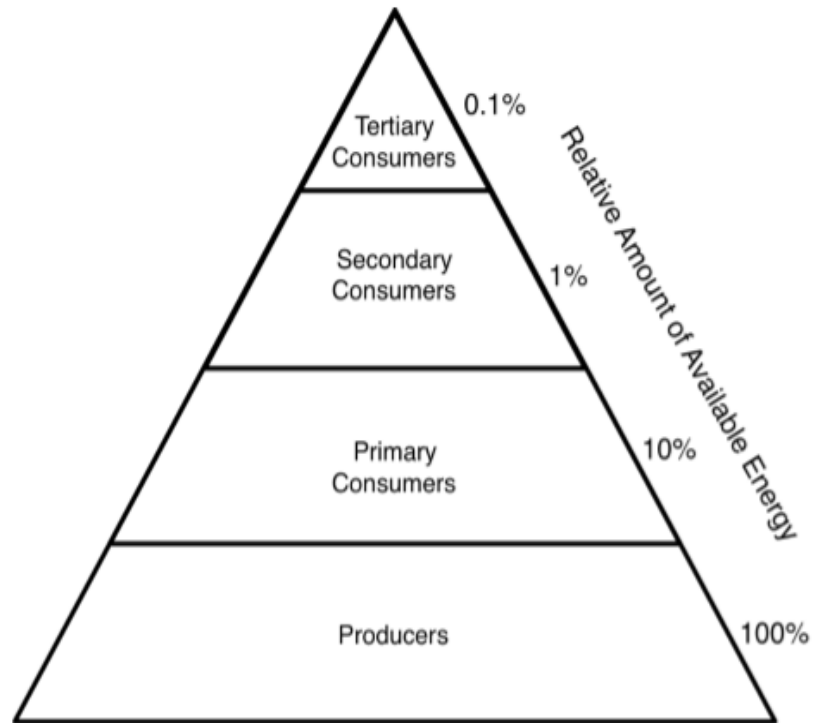 0.1%
Tertiary
Consumers
Secondary
Consumers
1%
Primary
Consumers
10%
Producers
100%
Relative Amount of Available Energy